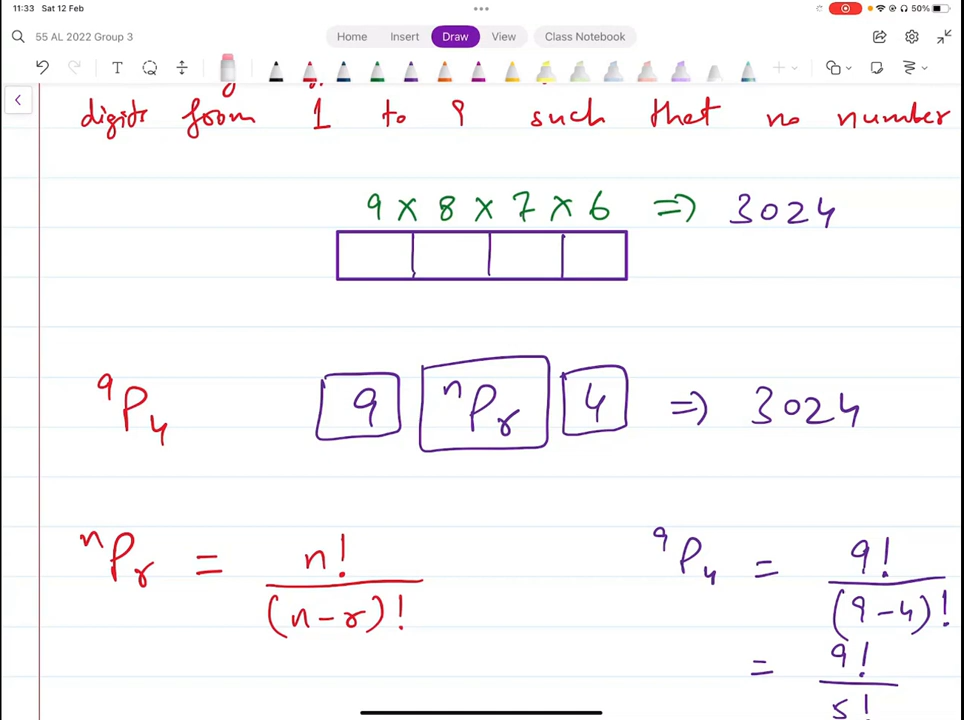 11:33 Sat 12 Feb
50%
55 AL 2022 Group 3
Home Insert Draw View Class Notebook
digits from 1 to 9 such that no number
9 × 8 × 7 × 6 => 3024
⁹P₄ 9 ⁿPᵣ 4 => 3024
ⁿPᵣ = n! / (n-r)!
⁹P₄ = 9! / (9-4)!
= 9! / 5!